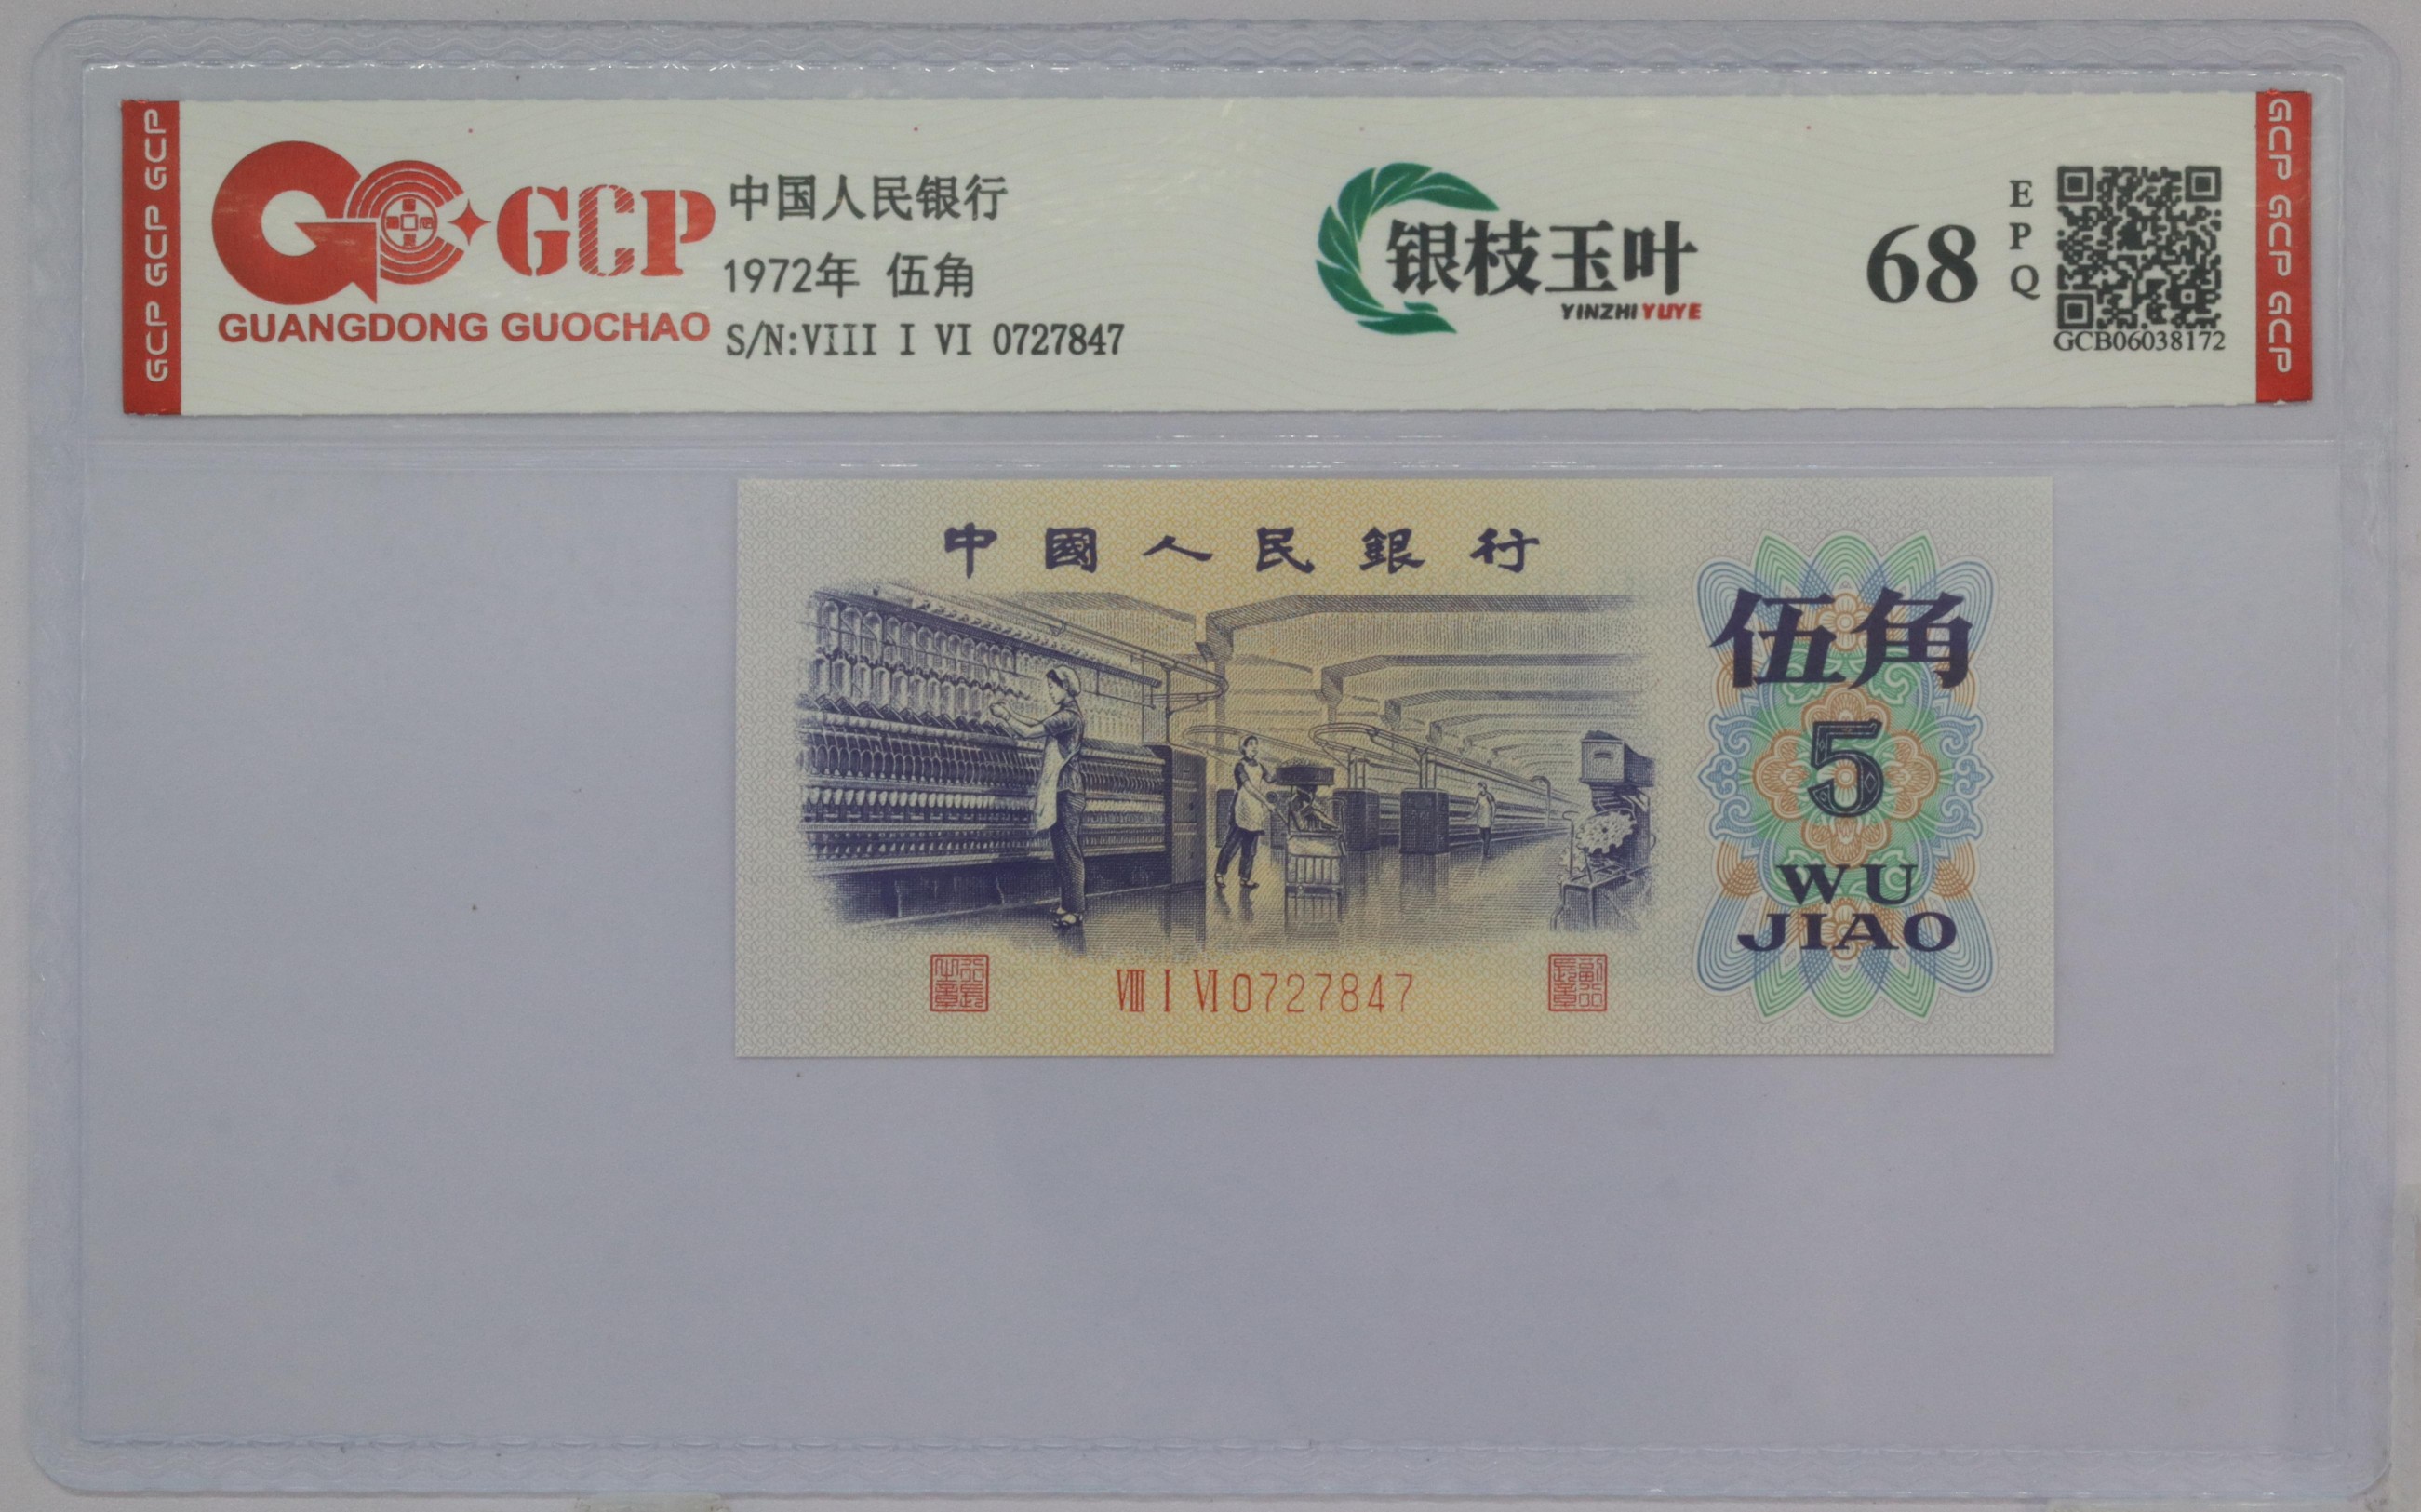 GCP GCP GCP
GCP
GUANGDONG GUOCHAO
中国人民银行
1972年 伍角
S/N:VIII I VI 0727847
银枝玉叶
YINZHI YUYE
68
EPQ
GCB06038172
GCP GCP GCP
中國人民銀行
伍角
5
WU
JIAO
VIII I VI 0727847